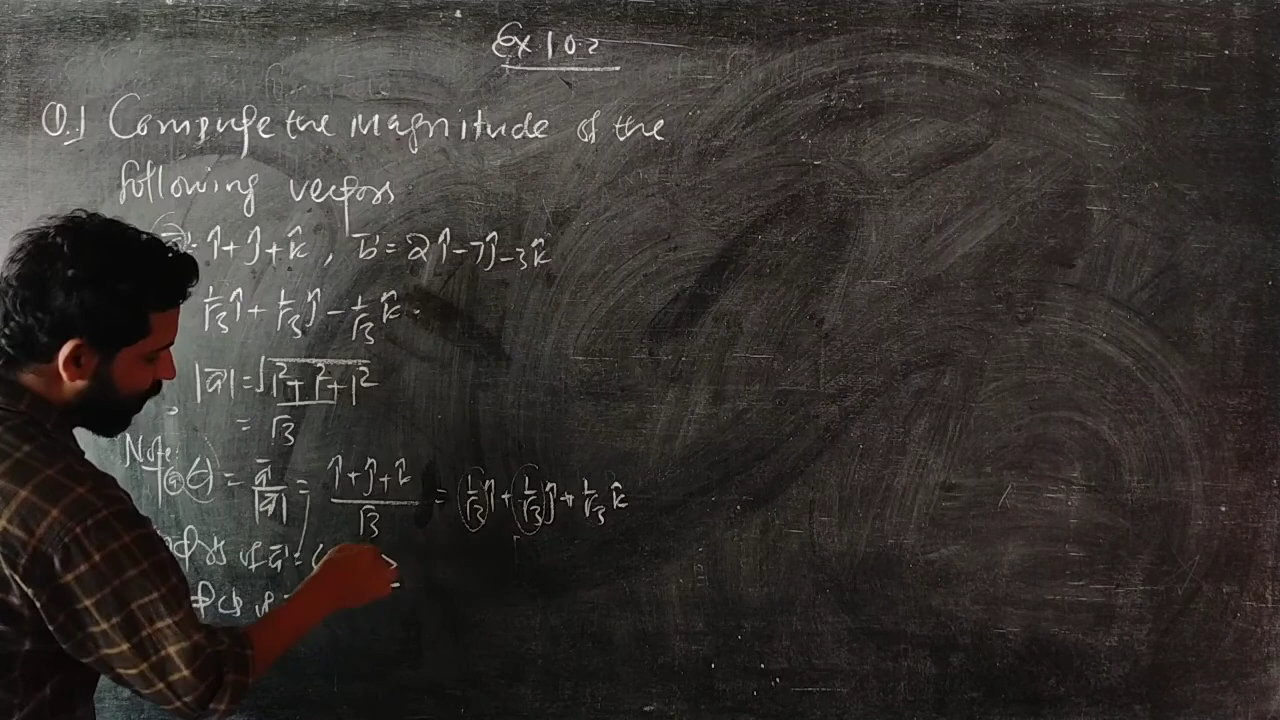 Ex 10.2
Q.1 Compute the magnitude of the
following vectors
a⃗ = î+ĵ+k̂, b⃗ = 2î-7ĵ-3k̂
1/√3 î + 1/√3 ĵ - 1/√3 k̂.
|a⃗| = √(1²+1²+1²)
= √3
Note:
= a⃗/|a⃗| = (î+ĵ+k̂)/√3 = (1/√3)î+(1/√3)ĵ+1/√3 k̂
of a⃗ = (